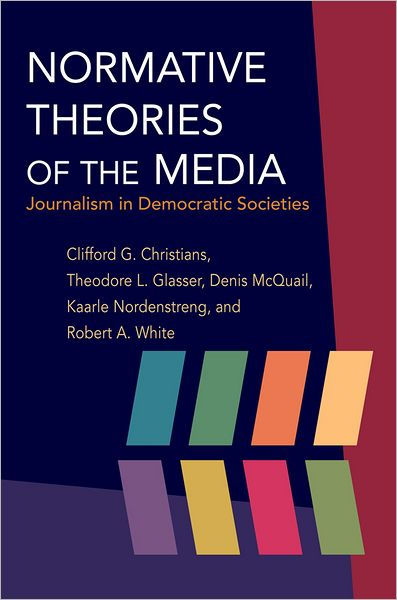 NORMATIVE
THEORIES
OF THE MEDIA
Journalism in Democratic Societies
Clifford G. Christians,
Theodore L. Glasser, Denis McQuail,
Kaarle Nordenstreng, and
Robert A. White